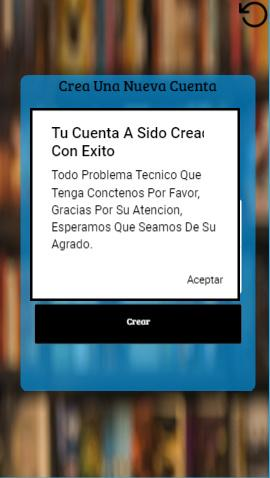 Crea Una Nueva Cuenta
Tu Cuenta A Sido Cread
Con Exito
Todo Problema Tecnico Que
Tenga Conctenos Por Favor,
Gracias Por Su Atencion,
Esperamos Que Seamos De Su
Agrado.
Aceptar
Crear